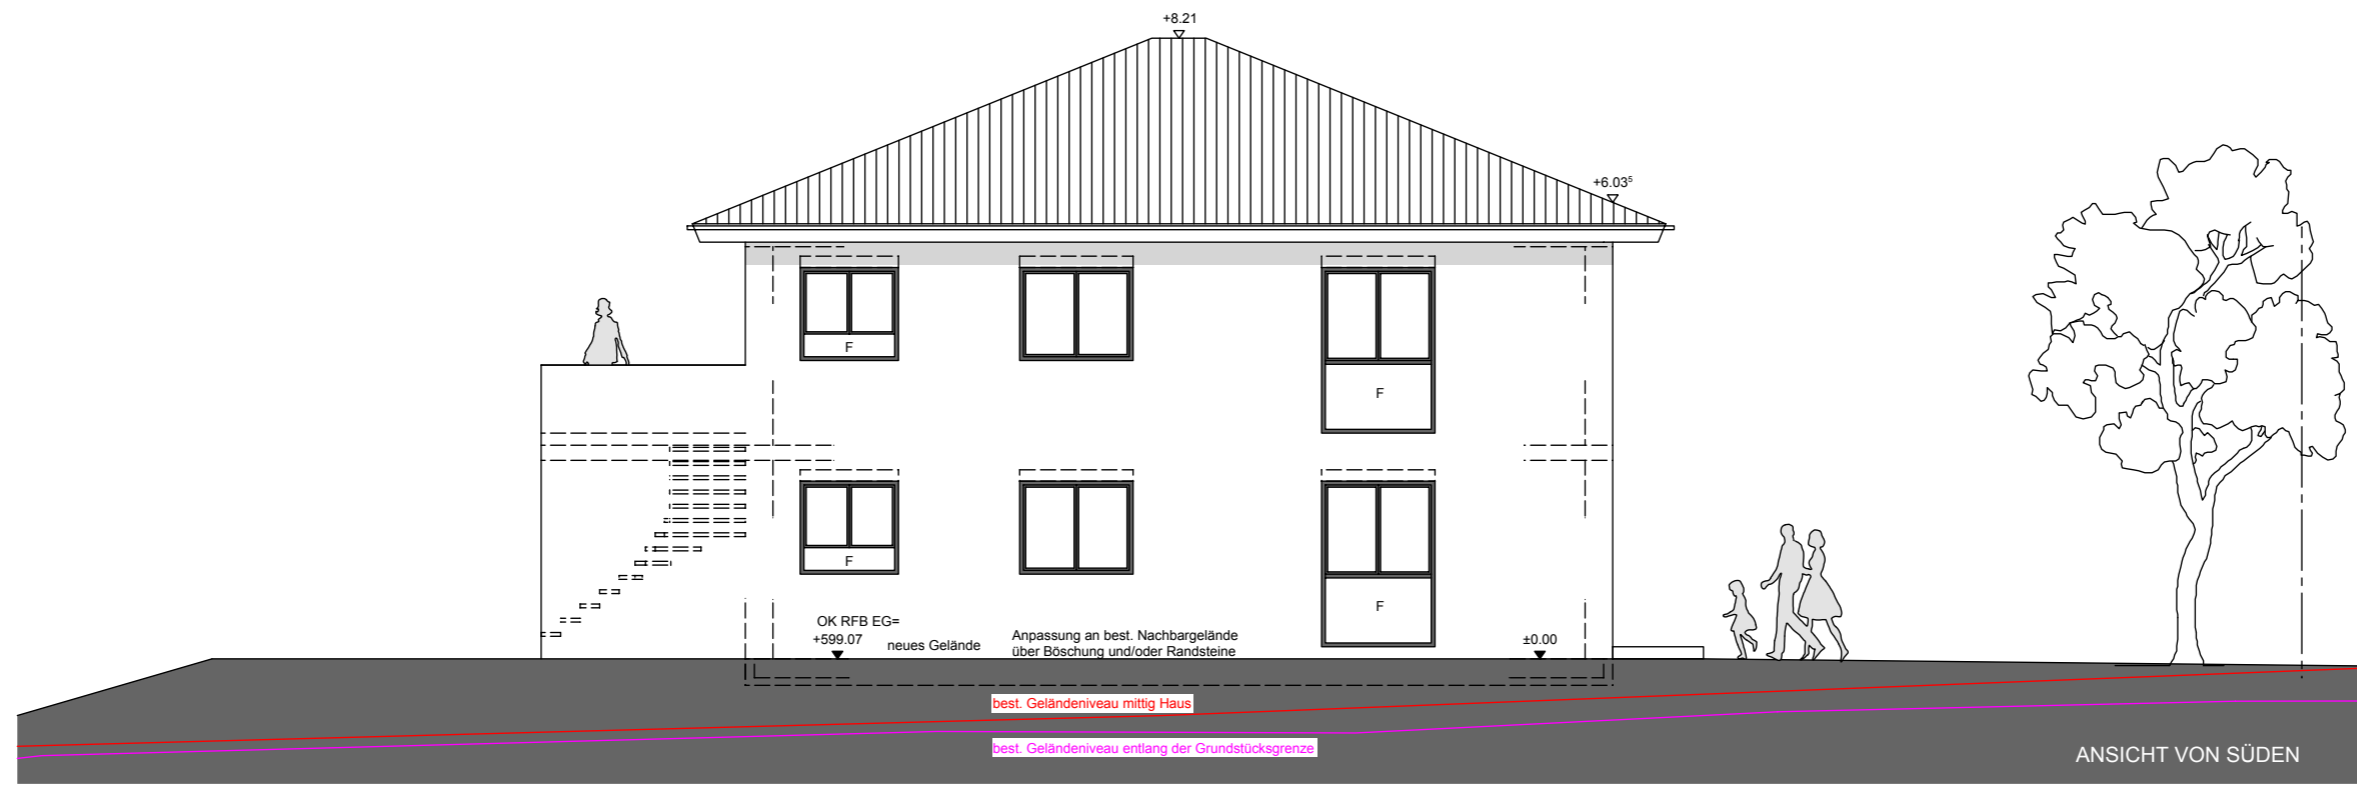 +8.21
+6.03⁵
F
F
F
F
OK RFB EG=
+599.07
neues Gelände
Anpassung an best. Nachbargelände
über Böschung und/oder Randsteine
±0.00
best. Geländeniveau mittig Haus
best. Geländeniveau entlang der Grundstücksgrenze
ANSICHT VON SÜDEN